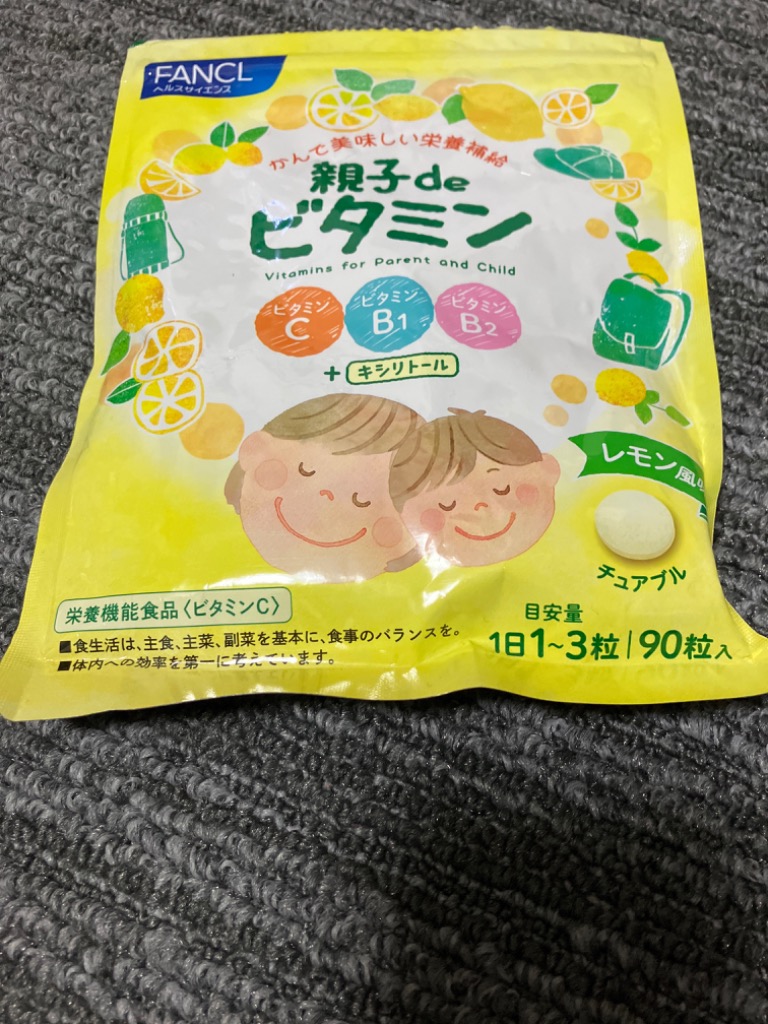 FANCL
ヘルスサイエンス
かんで美味しい栄養補給
親子de
ビタミン
Vitamins for Parent and Child
ビタミン
C
ビタミン
B1
ビタミン
B2
+ キシリトール
レモン風味
チュアブル
栄養機能食品〈ビタミンC〉
■食生活は、主食、主菜、副菜を基本に、食事のバランスを。
■体内への効率を第一に考えています。
目安量
1日1~3粒 / 90粒入